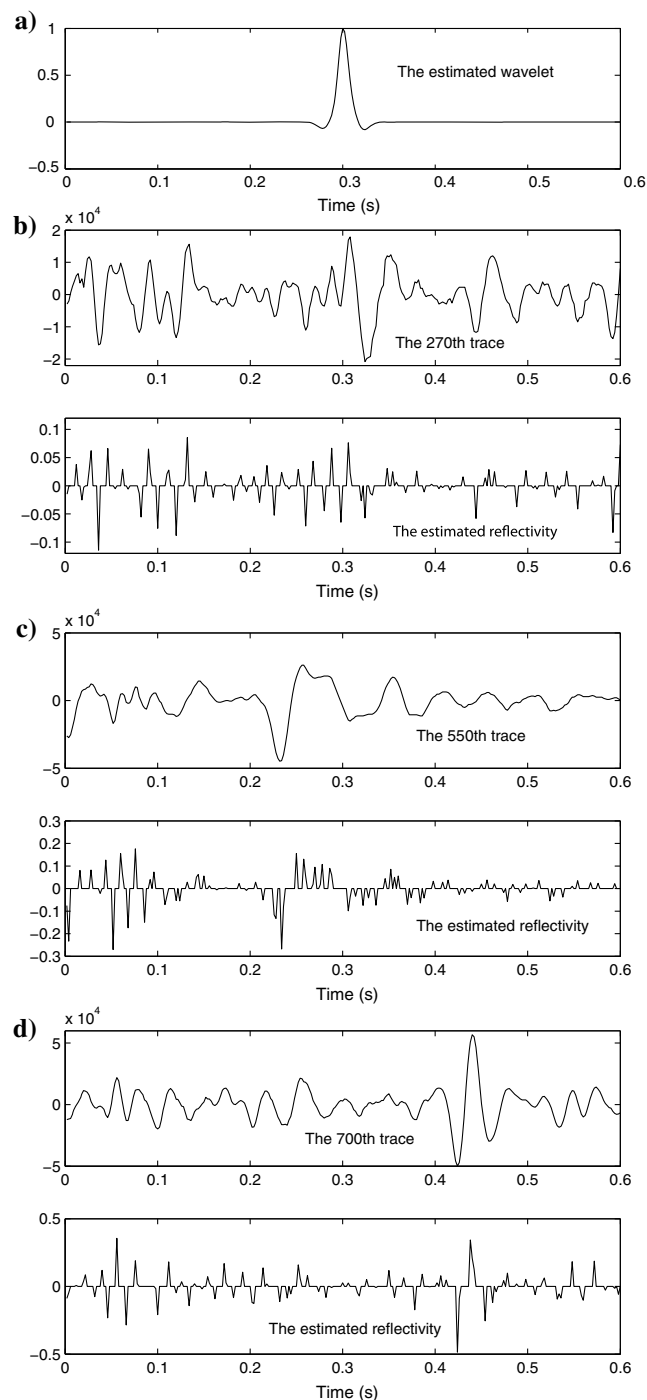 a)
1
0.5
0
−0.5
The estimated wavelet
0 0.1 0.2 0.3 0.4 0.5 0.6
Time (s)
b)
x 10^4
2
1
0
−1
−2
The 270th trace
0 0.1 0.2 0.3 0.4 0.5 0.6
0.1
0.05
0
−0.05
−0.1
The estimated reflectivity
0 0.1 0.2 0.3 0.4 0.5 0.6
Time (s)
c)
x 10^4
5
0
−5
The 550th trace
0 0.1 0.2 0.3 0.4 0.5 0.6
0.3
0.2
0.1
0
−0.1
−0.2
−0.3
The estimated reflectivity
0 0.1 0.2 0.3 0.4 0.5 0.6
Time (s)
d)
x 10^4
5
0
−5
The 700th trace
0 0.1 0.2 0.3 0.4 0.5 0.6
0.5
0
−0.5
The estimated reflectivity
0 0.1 0.2 0.3 0.4 0.5 0.6
Time (s)